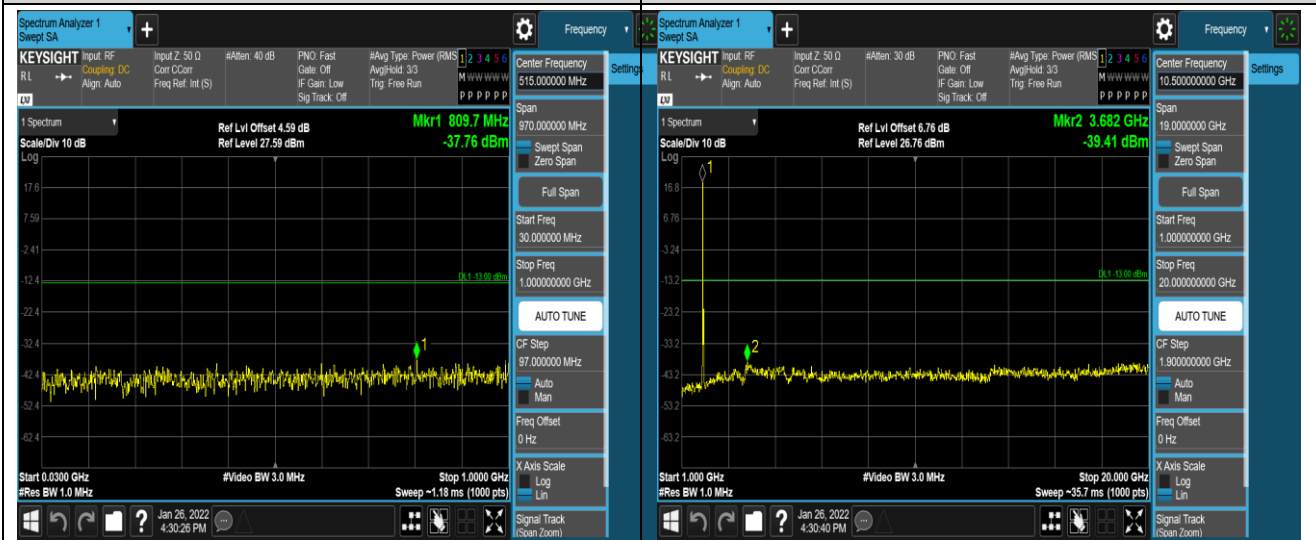 Spectrum Analyzer 1
Swept SA
Frequency
KEYSIGHT
Input: RF
Coupling: DC
Align: Auto
Input Z: 50 Ω
Corr CCorr
Freq Ref: Int (S)
#Atten: 40 dB
PNO: Fast
Gate: Off
IF Gain: Low
Sig Track: Off
#Avg Type: Power (RMS
Avg|Hold: 3/3
Trig: Free Run
1 2 3 4 5 6
M W W W W W
P P P P P P
RL
LXI
Center Frequency
515.000000 MHz
Settings
1 Spectrum
Ref Lvl Offset 4.59 dB
Mkr1 809.7 MHz
Scale/Div 10 dB
Ref Level 27.59 dBm
-37.76 dBm
Span
970.000000 MHz
Swept Span
Zero Span
Log
1
17.6
7.59
-2.41
-12.4
-22.4
-32.4
-42.4
-52.4
-62.4
DL1 -13.00 dBm
Full Span
Start Freq
30.000000 MHz
Stop Freq
1.000000000 GHz
AUTO TUNE
CF Step
97.000000 MHz
Auto
Man
Freq Offset
0 Hz
X Axis Scale
Log
Lin
Signal Track
(Span Zoom)
Start 0.0300 GHz
#Video BW 3.0 MHz
Stop 1.0000 GHz
#Res BW 1.0 MHz
Sweep ~1.18 ms (1000 pts)
Jan 26, 2022
4:30:26 PM
Spectrum Analyzer 1
Swept SA
Frequency
KEYSIGHT
Input: RF
Coupling: DC
Align: Auto
Input Z: 50 Ω
Corr CCorr
Freq Ref: Int (S)
#Atten: 30 dB
PNO: Fast
Gate: Off
IF Gain: Low
Sig Track: Off
#Avg Type: Power (RMS
Avg|Hold: 3/3
Trig: Free Run
1 2 3 4 5 6
M W W W W W
P P P P P P
RL
LXI
Center Frequency
10.500000000 GHz
Settings
1 Spectrum
Ref Lvl Offset 6.76 dB
Mkr2 3.682 GHz
Scale/Div 10 dB
Ref Level 26.76 dBm
-39.41 dBm
Span
19.0000000 GHz
Swept Span
Zero Span
Log
1
2
16.8
6.76
-3.24
-13.2
-23.2
-33.2
-43.2
-53.2
-63.2
DL1 -13.00 dBm
Full Span
Start Freq
1.000000000 GHz
Stop Freq
20.000000000 GHz
AUTO TUNE
CF Step
1.900000000 GHz
Auto
Man
Freq Offset
0 Hz
X Axis Scale
Log
Lin
Signal Track
(Span Zoom)
Start 1.000 GHz
#Video BW 3.0 MHz
Stop 20.000 GHz
#Res BW 1.0 MHz
Sweep ~35.7 ms (1000 pts)
Jan 26, 2022
4:30:40 PM